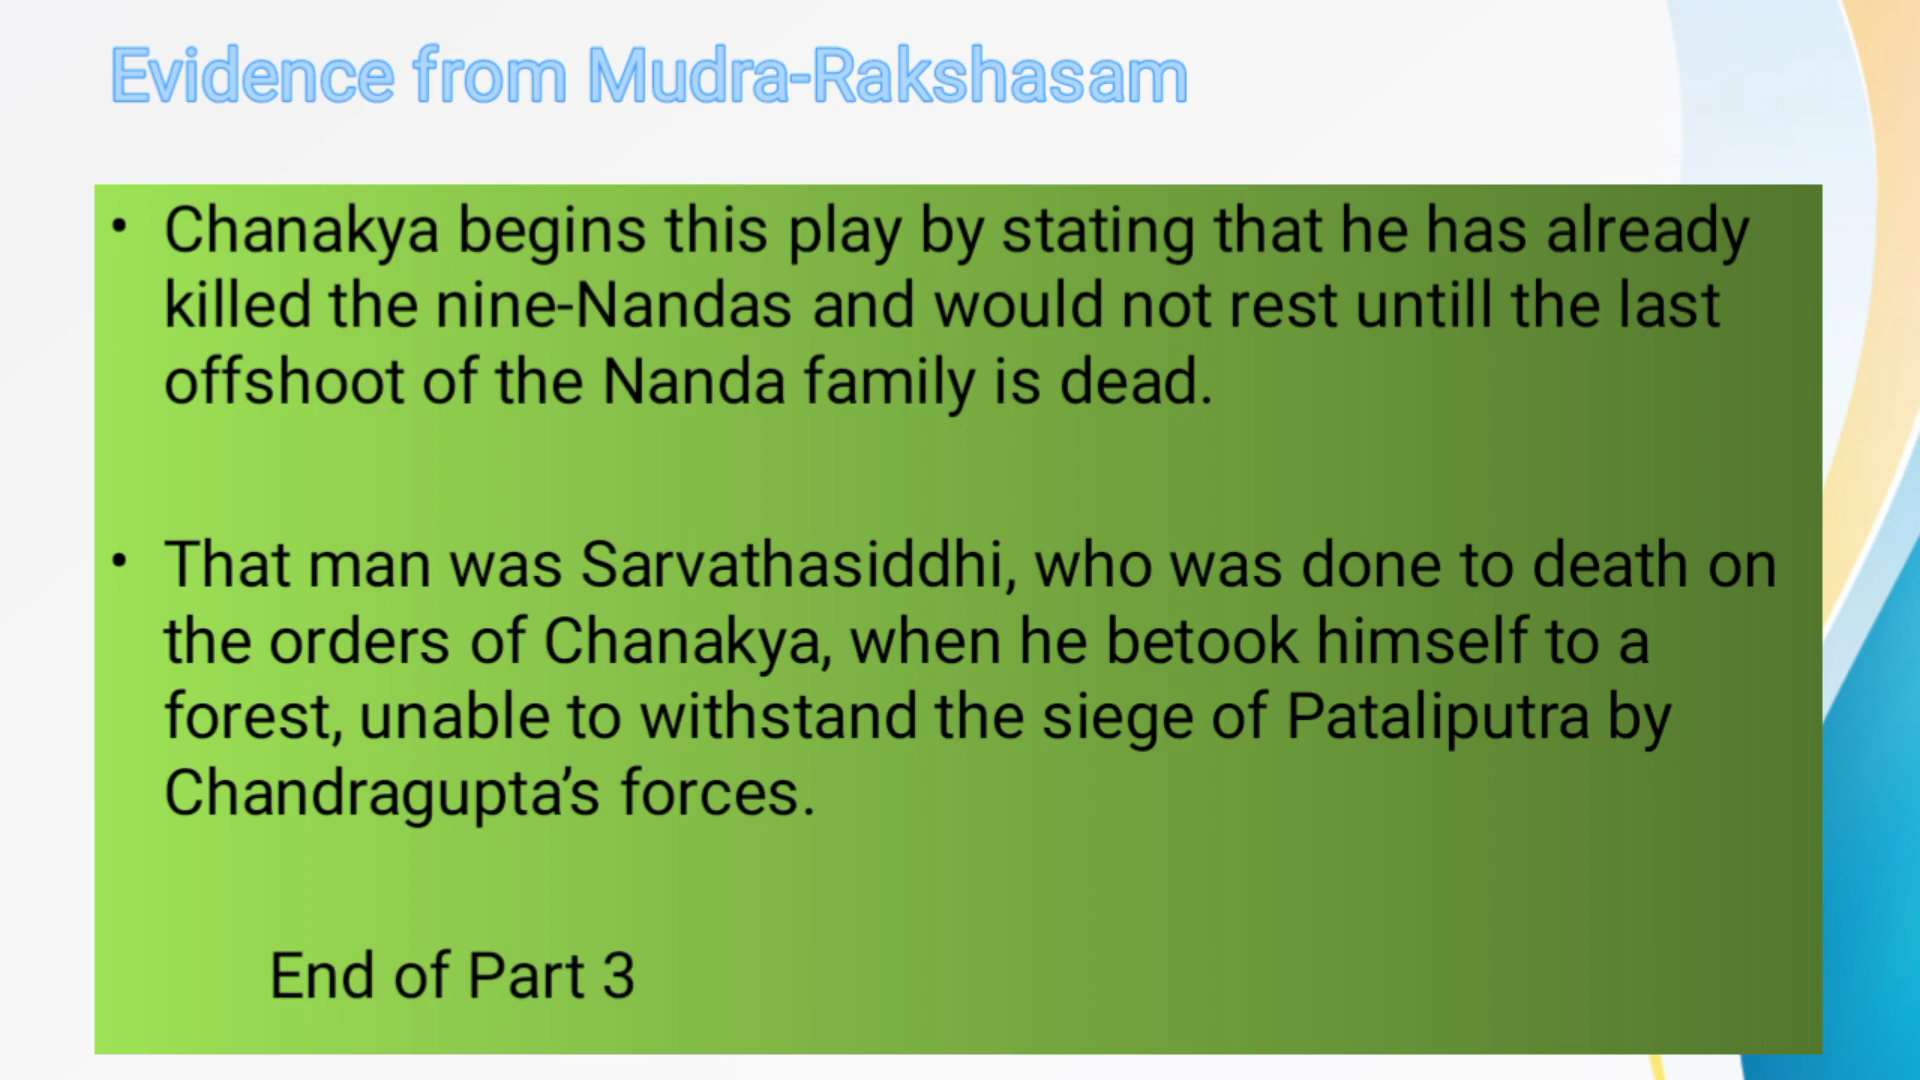 Evidence from Mudra-Rakshasam
• Chanakya begins this play by stating that he has already
killed the nine-Nandas and would not rest untill the last
offshoot of the Nanda family is dead.
• That man was Sarvathasiddhi, who was done to death on
the orders of Chanakya, when he betook himself to a
forest, unable to withstand the siege of Pataliputra by
Chandragupta’s forces.
End of Part 3